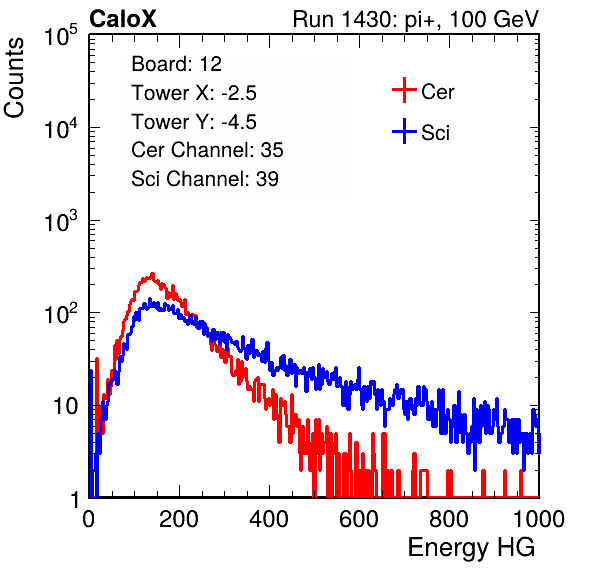 CaloX Run 1430: pi+, 100 GeV
Counts
10^5
10^4
10^3
10^2
10
1
Board: 12
Tower X: -2.5
Tower Y: -4.5
Cer Channel: 35
Sci Channel: 39
Cer
Sci
0 200 400 600 800 1000
Energy HG